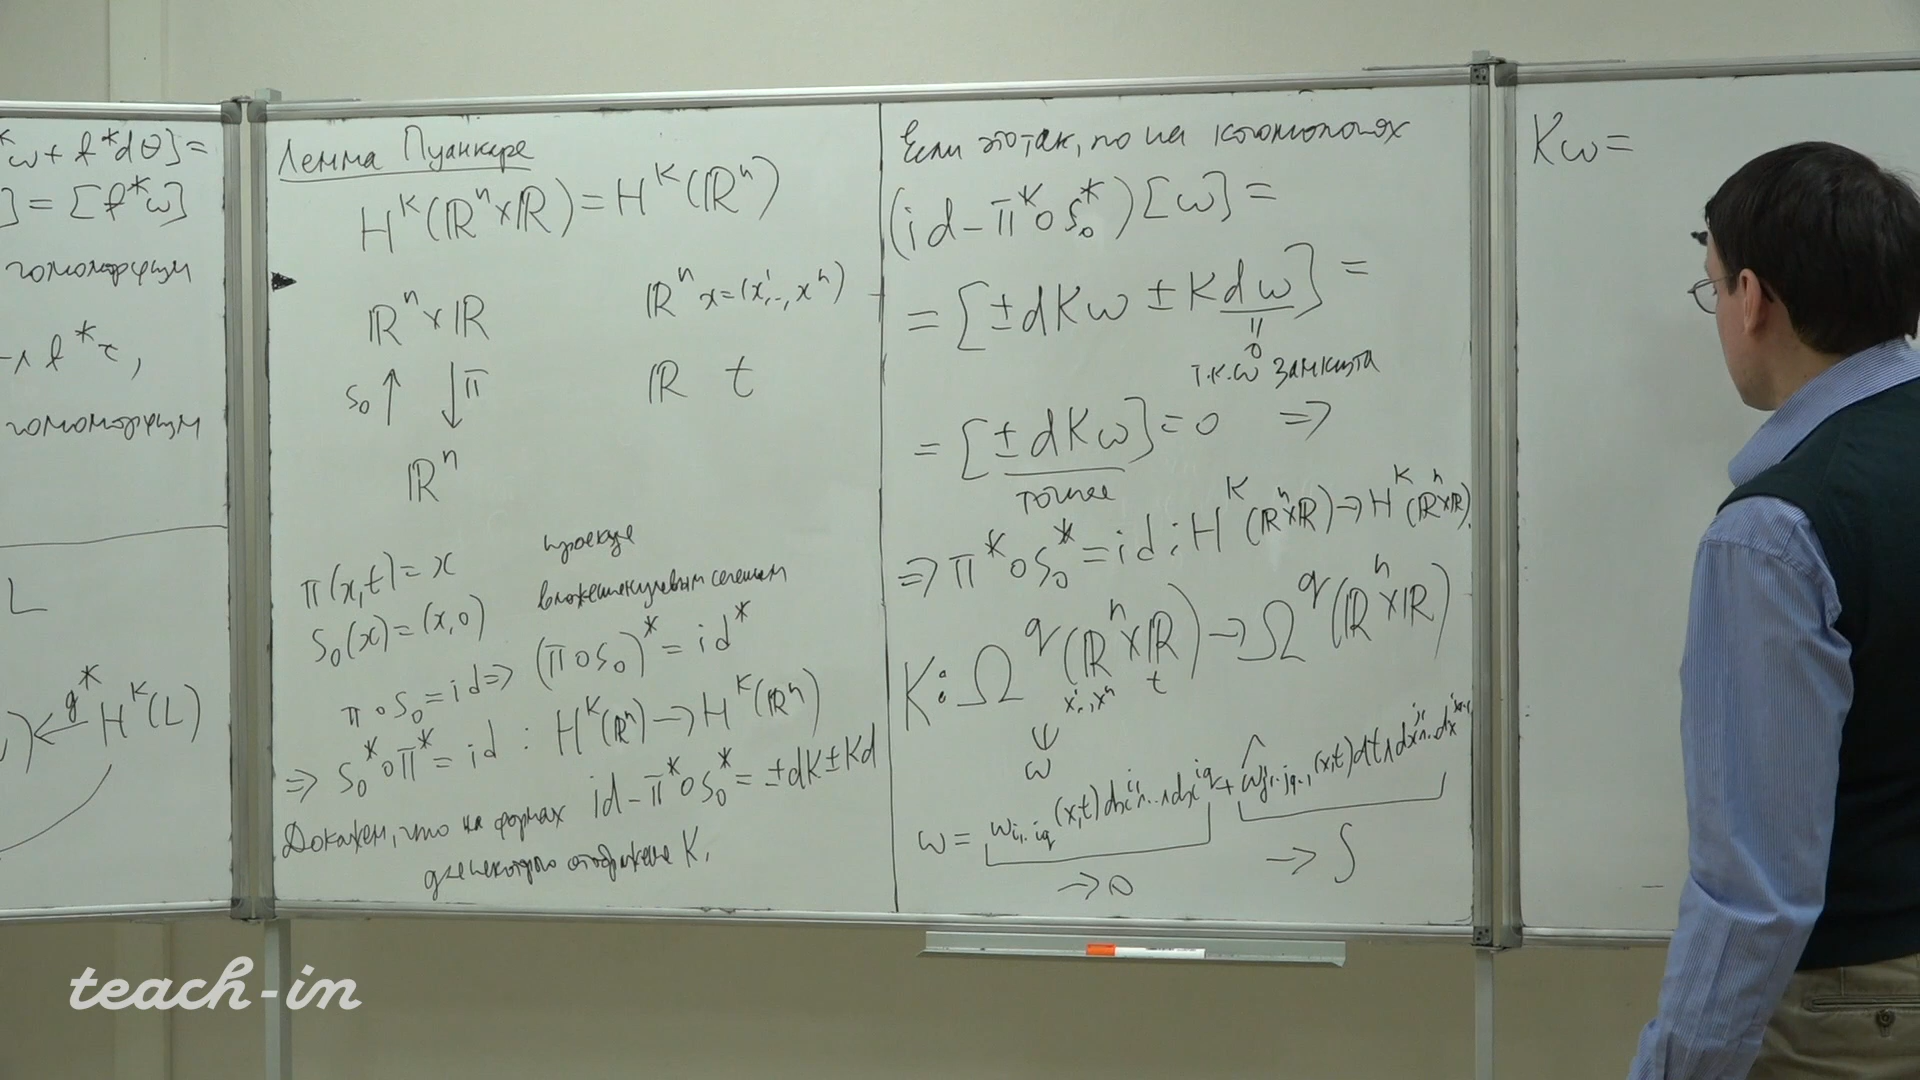 *ω + f*dθ] =
] = [f*ω]
гомоморфизм
∧ f*τ,
гомоморфизм
L
) ←g* H^k(L)
Лемма Пуанкаре
H^k(ℝ^n×ℝ) = H^k(ℝ^n)
ℝ^n×ℝ
ℝ^n x=(x^1,..,x^n)
S₀ ↑ ↓ π
ℝ t
ℝ^n
π(x,t) = x проекция
S₀(x) = (x,0) вложение нулевым сечением
π∘S₀ = id ⇒ (π∘S₀)* = id*
⇒ S₀*∘π* = id : H^k(ℝ^n) → H^k(ℝ^n)
Докажем, что на формах id − π*∘S₀* = ±dK ± Kd
для некоторого отображения K.
Если это так, то на когомологиях
(id − π*∘S₀*)[ω] =
= [±dKω ± Kdω] =
=0
т.к. ω замкнута
= [±dKω] = 0 ⇒
точная
⇒ π*∘S₀* = id : H^k(ℝ^n×ℝ) → H^k(ℝ^n×ℝ).
K: Ω^q(ℝ^n×ℝ) → Ω^q(ℝ^n×ℝ)
x^1..,x^n t
ω
ω = ω_{i₁..i_q}(x,t)dx^{i₁}∧..∧dx^{i_q} + ω̂_{j₁..j_{q-1}}(x,t)dt∧dx^{j₁}∧..dx^{j_{q-1}}
→ 0 → ∫
Kω =
teach-in